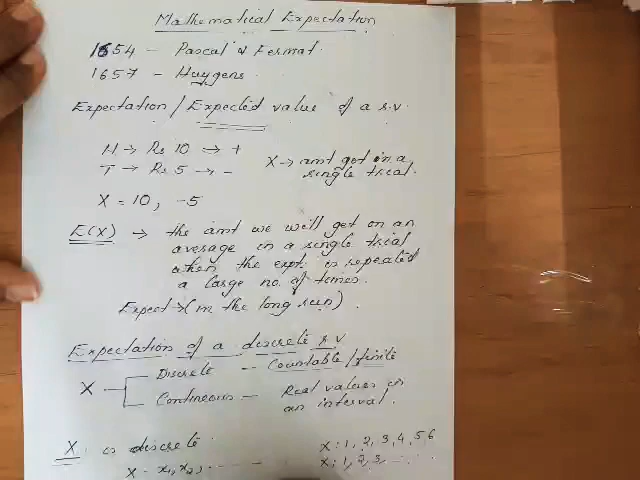 Mathematical Expectation
1654 - Pascal & Fermat.
1657 - Huygens
Expectation / Expected value of a r.v.
H → Rs 10 → +
T → Rs 5 → -
X → amt got in a single trial.
X = 10, -5
E(X) → the amt we will get on an
average in a single trial
when the expt. is repeated
a large no. of times.
Expect → (in the long run).
Expectation of a discrete r.v
X
Discrete - Countable / finite
Continuous - Real values in
an interval.
X is discrete.
X: 1, 2, 3, 4, 5 6
X - x1, x2, ..... -
X: 1, 2, 3, .....